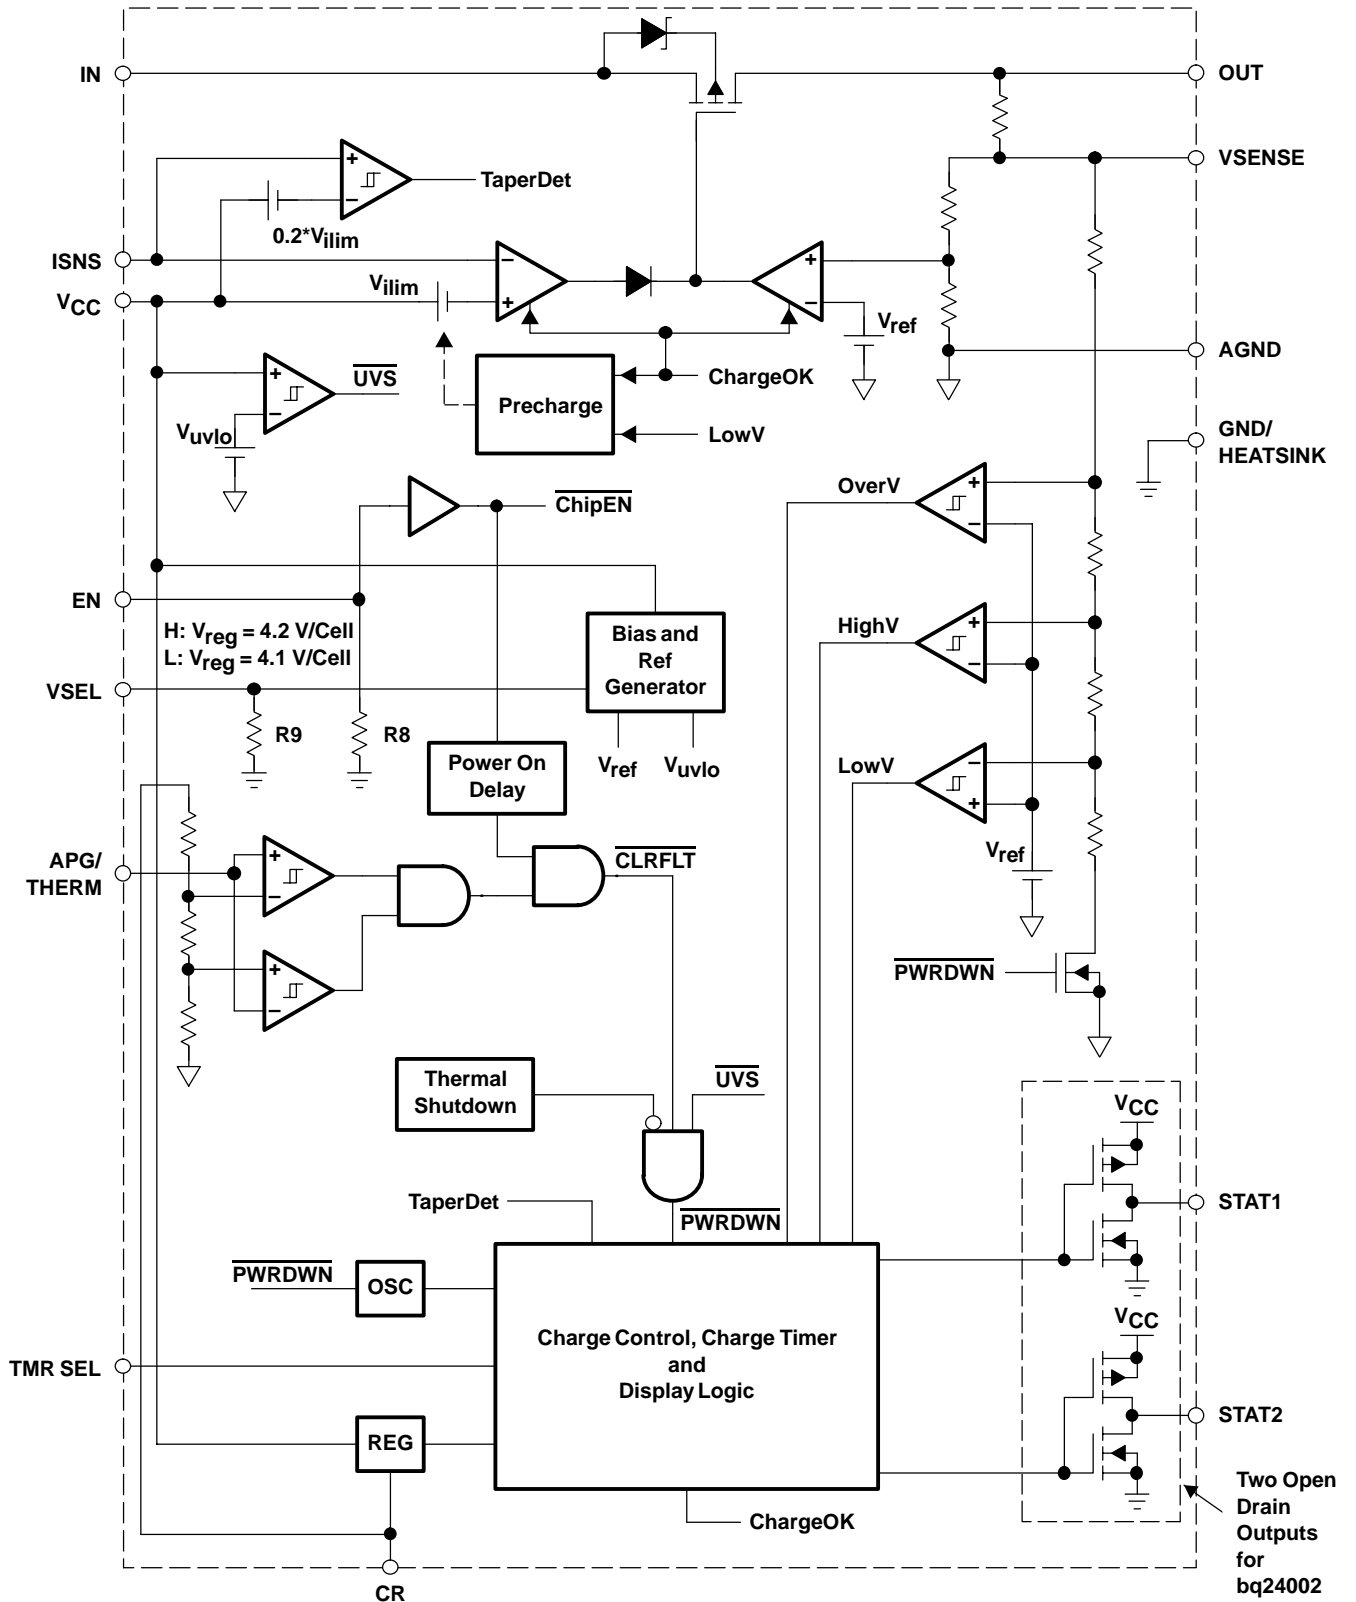 IN
OUT
VSENSE
+
−
TaperDet
0.2*Vilim
ISNS
−
+
Vilim
+
−
VCC
Vref
AGND
UVS
+
−
ChargeOK
Precharge
Vuvlo
LowV
GND/
HEATSINK
OverV
+
−
ChipEN
EN
H: Vreg = 4.2 V/Cell
L: Vreg = 4.1 V/Cell
Bias and
Ref
Generator
HighV
+
−
VSEL
R9
R8
Power On
Delay
Vref
Vuvlo
LowV
−
+
APG/
THERM
+
−
CLRFLT
Vref
+
−
PWRDWN
Thermal
Shutdown
UVS
VCC
TaperDet
PWRDWN
STAT1
PWRDWN
OSC
VCC
Charge Control, Charge Timer
and
Display Logic
TMR SEL
STAT2
REG
Two Open
Drain
Outputs
for
bq24002
ChargeOK
CR